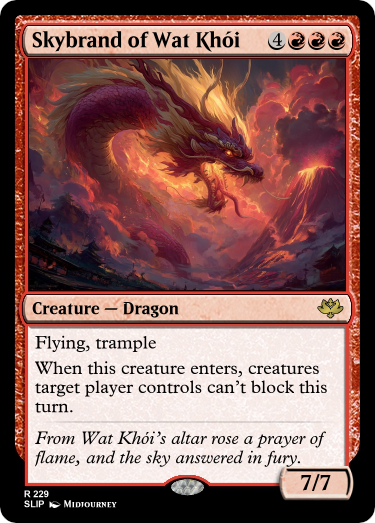 Skybrand of Wat Khói 4
Creature — Dragon
Flying, trample
When this creature enters, creatures
target player controls can't block this
turn.
From Wat Khói's altar rose a prayer of
flame, and the sky answered in fury.
7/7
R 229
SLIP Midjourney